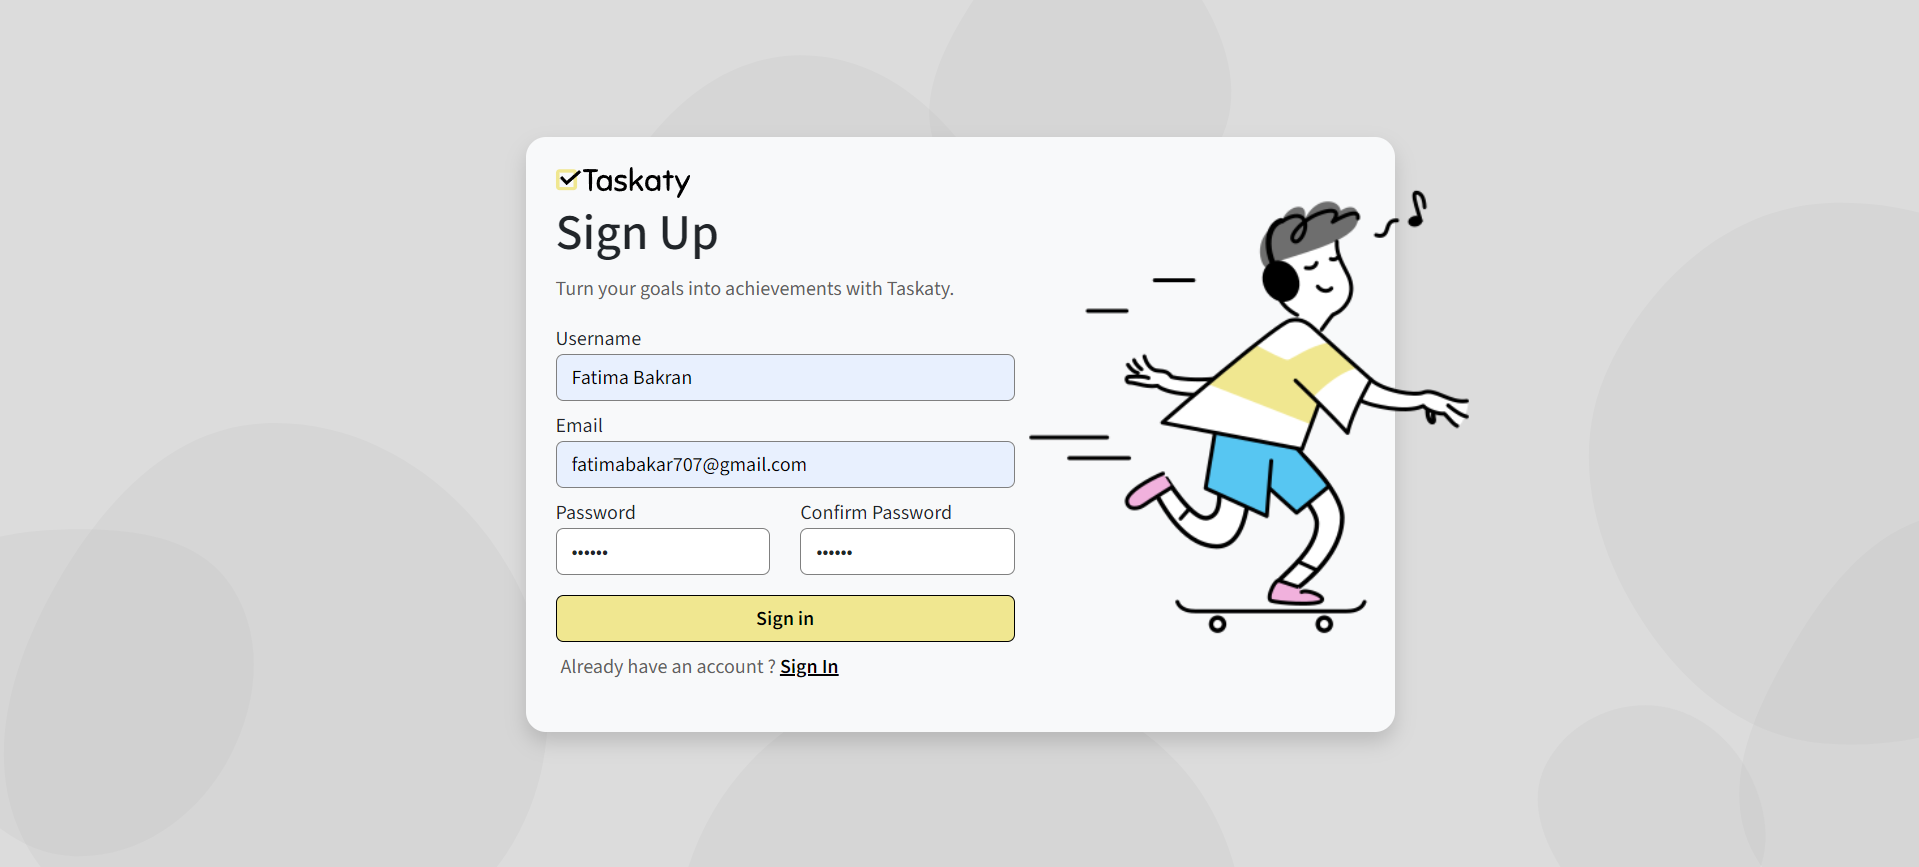 Taskaty
Sign Up
Turn your goals into achievements with Taskaty.
Username
Fatima Bakran
Email
fatimabakar707@gmail.com
Password Confirm Password
•••••• ••••••
Sign in
Already have an account ? Sign In